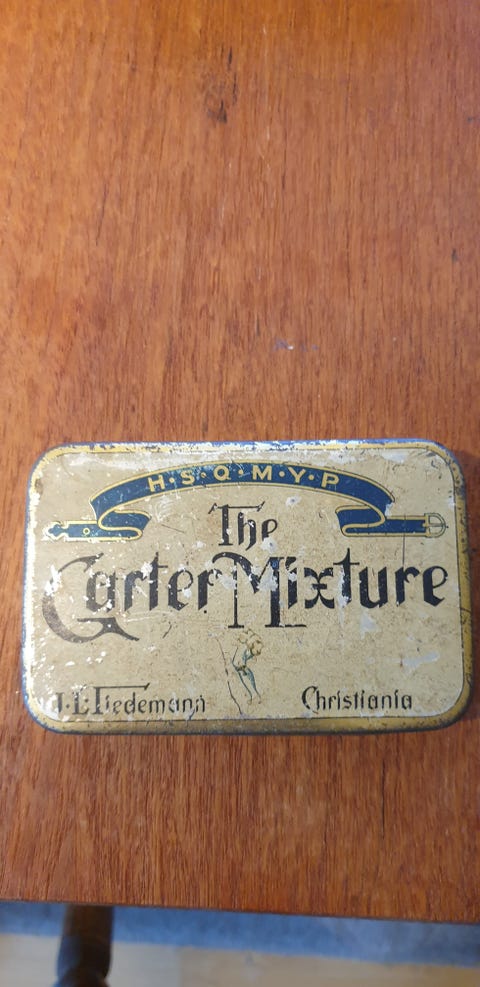 H·S·Q·M·Y·P
The
Garter Mixture
J·L·Tiedemann Christiania